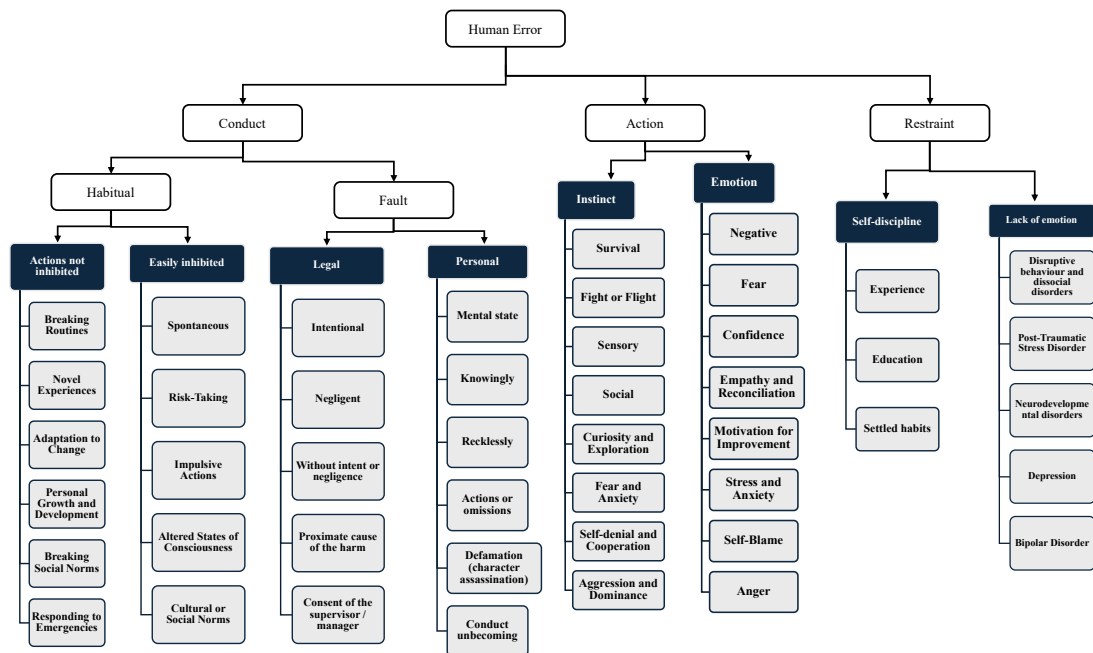 Human Error
Conduct
Action
Restraint
Habitual
Fault
Instinct
Emotion
Self-discipline
Lack of emotion
Actions not
inhibited
Easily inhibited
Legal
Personal
Breaking
Routines
Novel
Experiences
Adaptation to
Change
Personal
Growth and
Development
Breaking
Social Norms
Responding to
Emergencies
Spontaneous
Risk-Taking
Impulsive
Actions
Altered States of
Consciousness
Cultural or
Social Norms
Intentional
Negligent
Without intent or
negligence
Proximate cause
of the harm
Consent of the
supervisor /
manager
Mental state
Knowingly
Recklessly
Actions or
omissions
Defamation
(character
assassination)
Conduct
unbecoming
Survival
Fight or Flight
Sensory
Social
Curiosity and
Exploration
Fear and
Anxiety
Self-denial and
Cooperation
Aggression and
Dominance
Negative
Fear
Confidence
Empathy and
Reconciliation
Motivation for
Improvement
Stress and
Anxiety
Self-Blame
Anger
Experience
Education
Settled habits
Disruptive
behaviour and
dissocial
disorders
Post-Traumatic
Stress Disorder
Neurodevelopme
ntal disorders
Depression
Bipolar Disorder